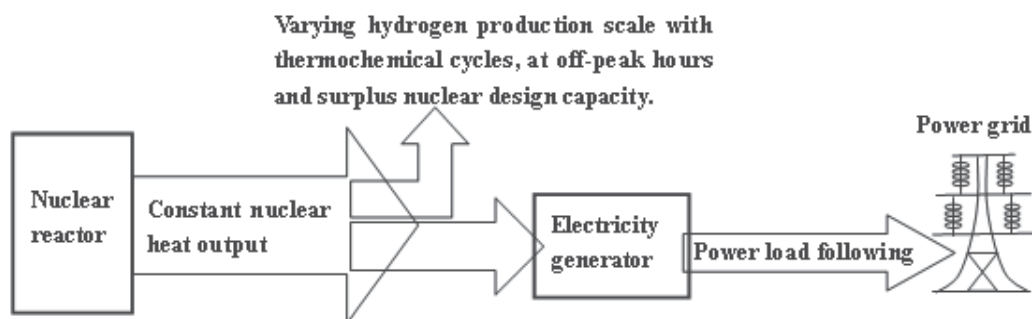 Varying hydrogen production scale with
thermochemical cycles, at off-peak hours
and surplus nuclear design capacity.
Power grid
Nuclear
reactor
Constant nuclear
heat output
Electricity
generator
Power load following